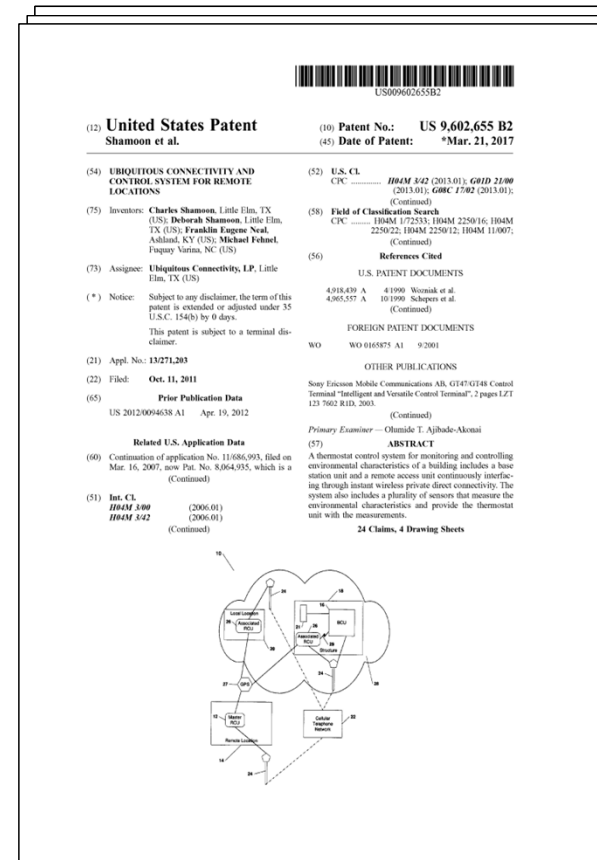 US009602655B2
(12) United States Patent
Shamoon et al.
(10) Patent No.: US 9,602,655 B2
(45) Date of Patent: *Mar. 21, 2017
(54) UBIQUITOUS CONNECTIVITY AND
CONTROL SYSTEM FOR REMOTE
LOCATIONS
(75) Inventors: Charles Shamoon, Little Elm, TX
(US); Deborah Shamoon, Little Elm,
TX (US); Franklin Eugene Neal,
Ashland, KY (US); Michael Fehnel,
Fuquay Varina, NC (US)
(73) Assignee: Ubiquitous Connectivity, LP, Little
Elm, TX (US)
( * ) Notice: Subject to any disclaimer, the term of this
patent is extended or adjusted under 35
U.S.C. 154(b) by 0 days.
This patent is subject to a terminal dis-
claimer.
(21) Appl. No.: 13/271,203
(22) Filed: Oct. 11, 2011
(65) Prior Publication Data
US 2012/0094638 A1 Apr. 19, 2012
Related U.S. Application Data
(60) Continuation of application No. 11/686,993, filed on
Mar. 16, 2007, now Pat. No. 8,064,935, which is a
(Continued)
(51) Int. Cl.
H04M 3/00 (2006.01)
H04M 3/42 (2006.01)
(Continued)
(52) U.S. Cl.
CPC .............. H04M 3/42 (2013.01); G01D 21/00
(2013.01); G08C 17/02 (2013.01);
(Continued)
(58) Field of Classification Search
CPC ......... H04M 1/72533; H04M 2250/16; H04M
2250/22; H04M 2250/12; H04M 11/007;
(Continued)
(56) References Cited
U.S. PATENT DOCUMENTS
4,918,439 A 4/1990 Wozniak et al.
4,965,557 A 10/1990 Schepers et al.
(Continued)
FOREIGN PATENT DOCUMENTS
WO WO 0165875 A1 9/2001
OTHER PUBLICATIONS
Sony Ericsson Mobile Communications AB, GT47/GT48 Control
Terminal "Intelligent and Versatile Control Terminal", 2 pages LZT
123 7602 R1D, 2003.
(Continued)
Primary Examiner — Olumide T. Ajibade-Akonai
(57) ABSTRACT
A thermostat control system for monitoring and controlling
environmental characteristics of a building includes a base
station unit and a remote access unit continuously interfac-
ing through instant wireless private direct connectivity. The
system also includes a plurality of sensors that measure the
environmental characteristics and provide the thermostat
unit with the measurements.
24 Claims, 4 Drawing Sheets
10
24
18
Local Location
16
26
Associated
RCU
BCU
Associated
RCU
Structure
24
27
GPS
12
Master
RCU
Cellular
Telephone
Network
22
Remote Location
14
24